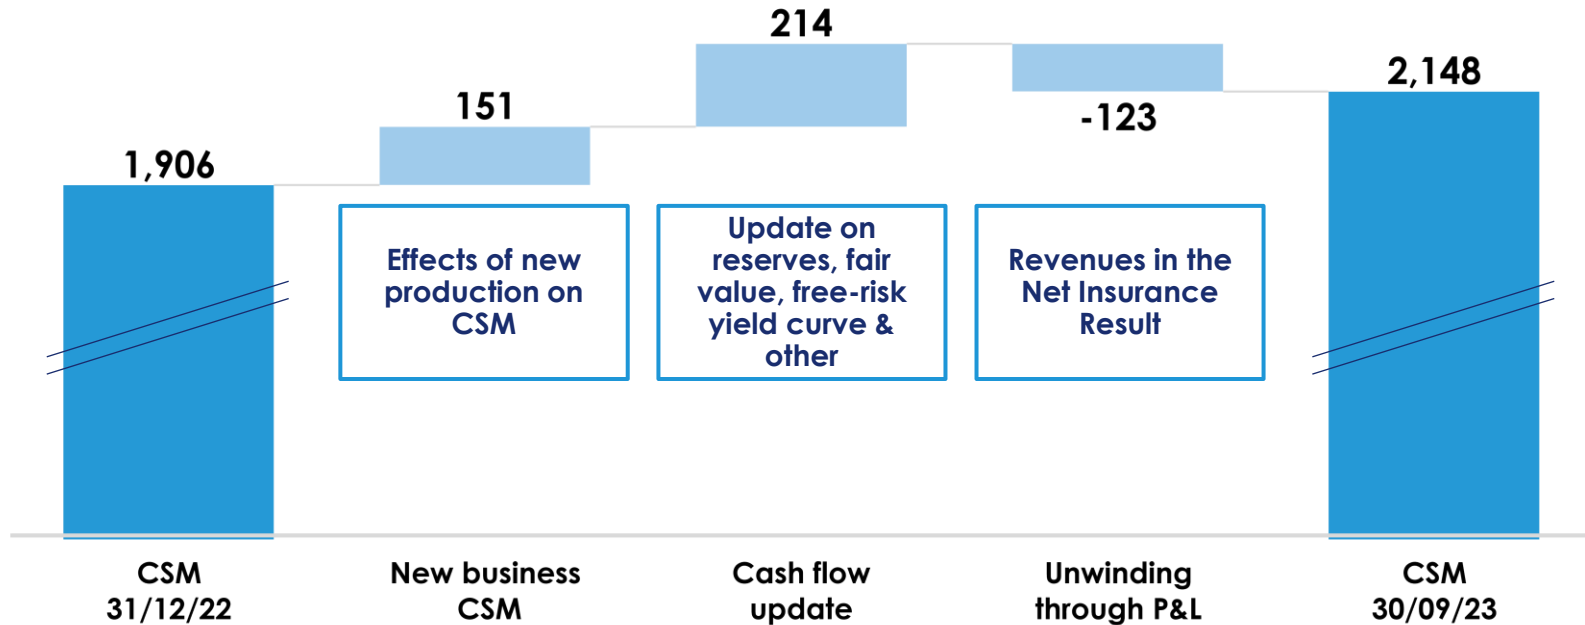 214
2,148
151
-123
1,906
Effects of new
production on
CSM
Update on
reserves, fair
value, free-risk
yield curve &
other
Revenues in the
Net Insurance
Result
CSM
31/12/22
New business
CSM
Cash flow
update
Unwinding
through P&L
CSM
30/09/23